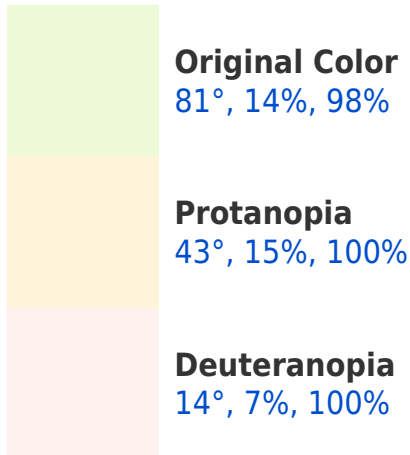 Original Color
81°, 14%, 98%
Protanopia
43°, 15%, 100%
Deuteranopia
14°, 7%, 100%